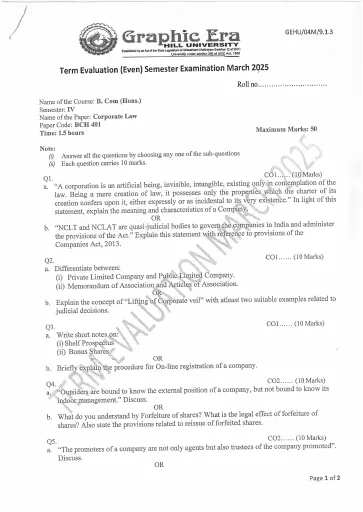 GEHU/04M/9.1.3
Graphic Era
HILL UNIVERSITY
Term Evaluation (Even) Semester Examination March 2025
Roll no........................
Name of the Course: B. Com (Hons.)
Semester: IV
Name of the Paper: Corporate Law
Paper Code: BCH 401
Time: 1.5 hours
Maximum Marks: 50
Note:
(i) Answer all the questions by choosing any one of the sub-questions
(ii) Each question carries 10 marks.
Q1.
CO1...... (10 Marks)
a. "A corporation is an artificial being, invisible, intangible, existing only in contemplation of the
law. Being a mere creation of law, it possesses only the properties which the charter of its
creation confers upon it, either expressly or as incidental to its very existence." In light of this
statement, explain the meaning and characteristics of a Company.
OR
b. "NCLT and NCLAT are quasi-judicial bodies to govern the companies in India and administer
the provisions of the Act." Explain this statement with reference to provisions of the
Companies Act, 2013.
Q2.
CO1...... (10 Marks)
a. Differentiate between:
(i) Private Limited Company and Public Limited Company.
(ii) Memorandum of Association and Articles of Association.
OR
b. Explain the concept of "Lifting of Corporate veil" with atleast two suitable examples related to
judicial decisions.
Q3.
CO1...... (10 Marks)
a. Write short notes on:
(i) Shelf Prospectus
(ii) Bonus Shares
OR
b. Briefly explain the procedure for On-line registration of a company.
Q4.
CO2...... (10 Marks)
a. "Outsiders are bound to know the external position of a company, but not bound to know its
indoor management." Discuss.
OR
b. What do you understand by Forfeiture of shares? What is the legal effect of forfeiture of
shares? Also state the provisions related to reissue of forfeited shares.
Q5.
CO2...... (10 Marks)
a. "The promoters of a company are not only agents but also trustees of the company promoted".
Discuss.
OR
Page 1 of 2
TERM EVALUATION MARCH 2025